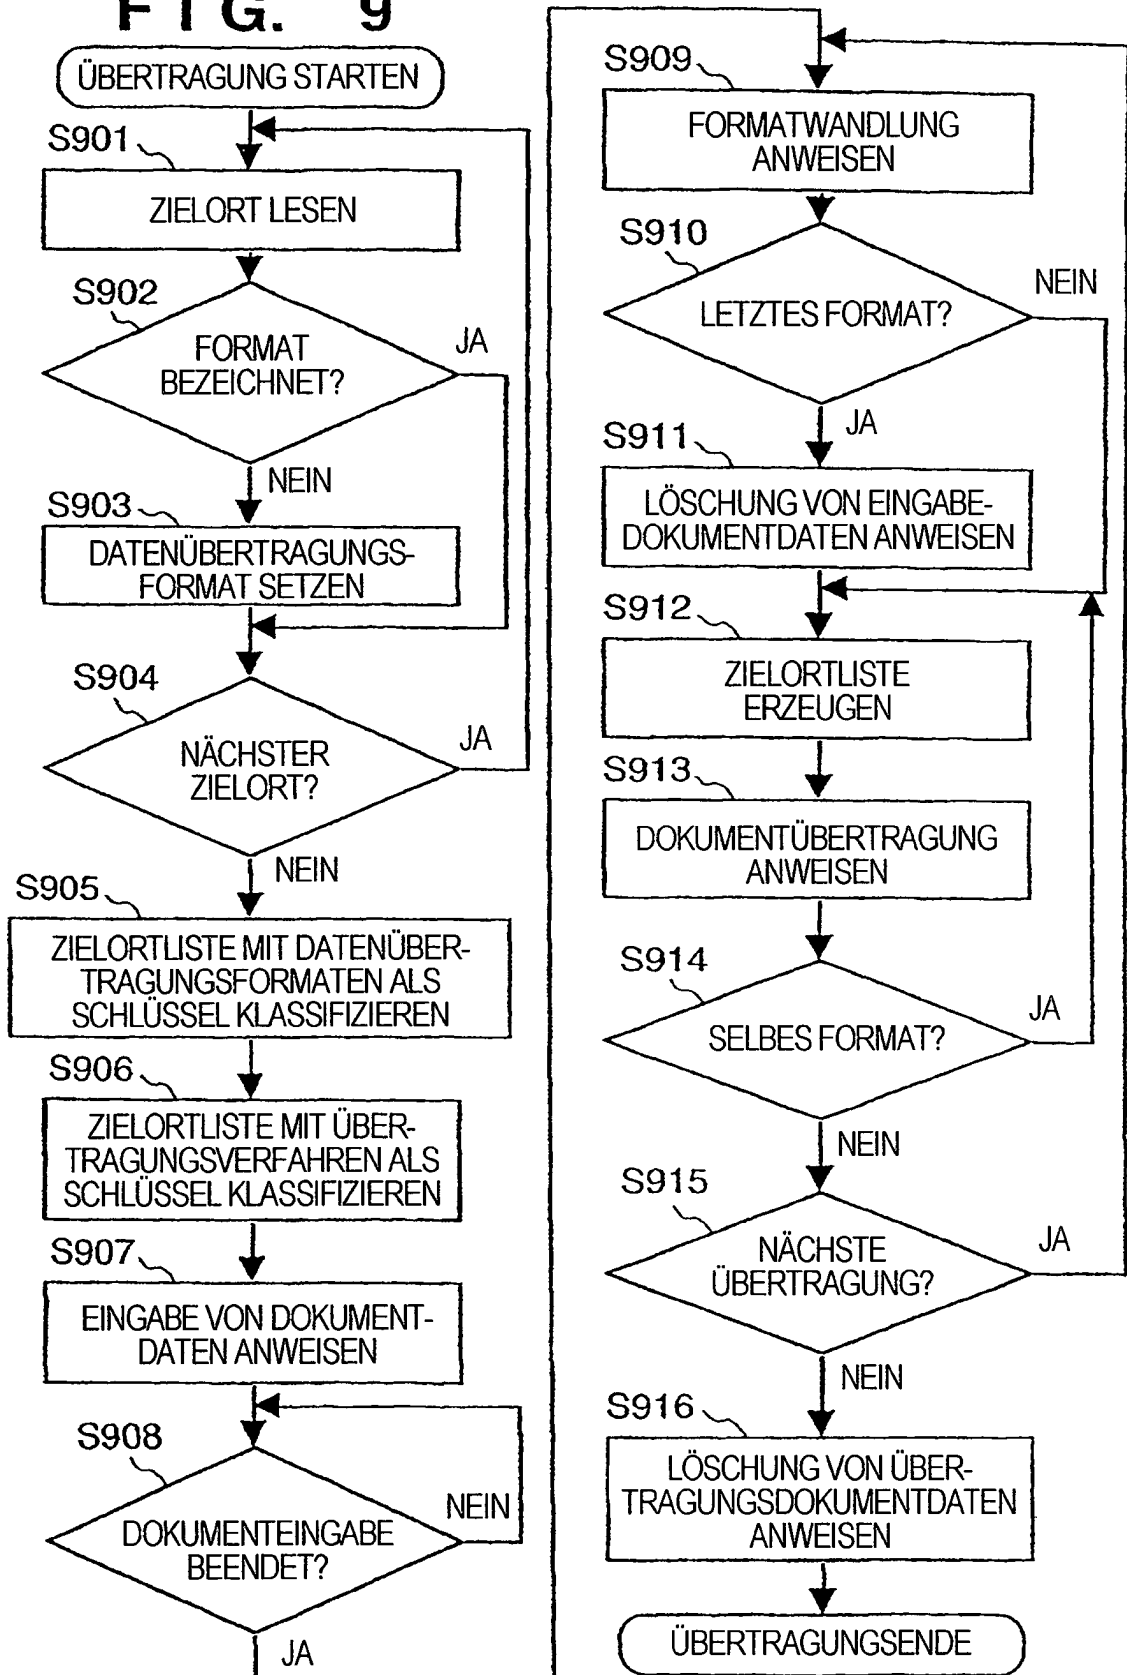 FIG. 9
ÜBERTRAGUNG STARTEN
S901
ZIELORT LESEN
S902
FORMAT
BEZEICHNET?
JA
NEIN
S903
DATENÜBERTRAGUNGS-
FORMAT SETZEN
S904
NÄCHSTER
ZIELORT?
JA
NEIN
S905
ZIELORTLISTE MIT DATENÜBER-
TRAGUNGSFORMATEN ALS
SCHLÜSSEL KLASSIFIZIEREN
S906
ZIELORTLISTE MIT ÜBER-
TRAGUNGSVERFAHREN ALS
SCHLÜSSEL KLASSIFIZIEREN
S907
EINGABE VON DOKUMENT-
DATEN ANWEISEN
S908
DOKUMENTEINGABE
BEENDET?
NEIN
JA
S909
FORMATWANDLUNG
ANWEISEN
S910
LETZTES FORMAT?
NEIN
JA
S911
LÖSCHUNG VON EINGABE-
DOKUMENTDATEN ANWEISEN
S912
ZIELORTLISTE
ERZEUGEN
S913
DOKUMENTÜBERTRAGUNG
ANWEISEN
S914
SELBES FORMAT?
JA
NEIN
S915
NÄCHSTE
ÜBERTRAGUNG?
JA
NEIN
S916
LÖSCHUNG VON ÜBER-
TRAGUNGSDOKUMENTDATEN
ANWEISEN
ÜBERTRAGUNGSENDE